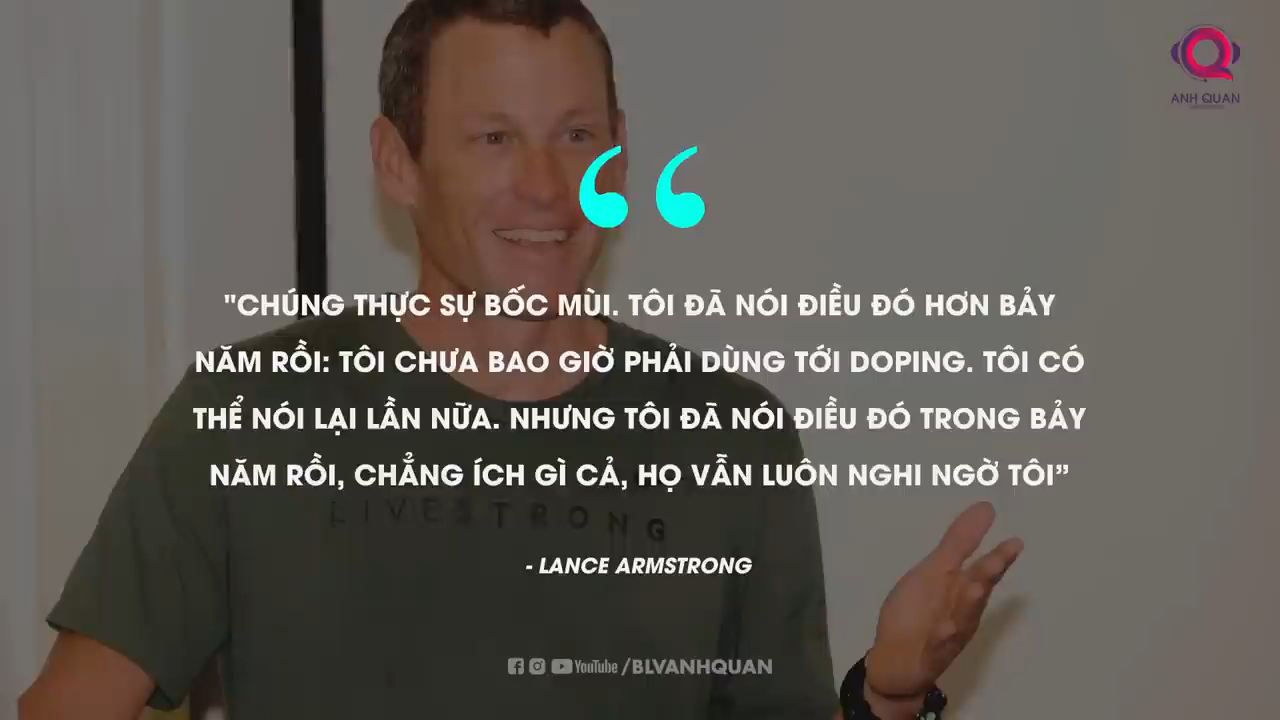 ANH QUAN
“
"CHÚNG THỰC SỰ BỐC MÙI. TÔI ĐÃ NÓI ĐIỀU ĐÓ HƠN BẢY
NĂM RỒI: TÔI CHƯA BAO GIỜ PHẢI DÙNG TỚI DOPING. TÔI CÓ
THỂ NÓI LẠI LẦN NỮA. NHƯNG TÔI ĐÃ NÓI ĐIỀU ĐÓ TRONG BẢY
NĂM RỒI, CHẲNG ÍCH GÌ CẢ, HỌ VẪN LUÔN NGHI NGỜ TÔI”
LIVESTRONG
- LANCE ARMSTRONG
YouTube /BLVANHQUAN